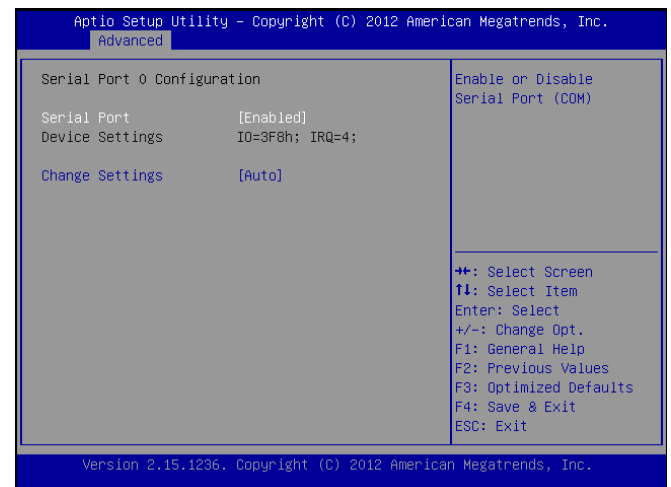 Aptio Setup Utility – Copyright (C) 2012 American Megatrends, Inc.
Advanced
Serial Port 0 Configuration
Serial Port [Enabled]
Device Settings IO=3F8h; IRQ=4;
Change Settings [Auto]
Enable or Disable
Serial Port (COM)
→←: Select Screen
↑↓: Select Item
Enter: Select
+/-: Change Opt.
F1: General Help
F2: Previous Values
F3: Optimized Defaults
F4: Save & Exit
ESC: Exit
Version 2.15.1236. Copyright (C) 2012 American Megatrends, Inc.